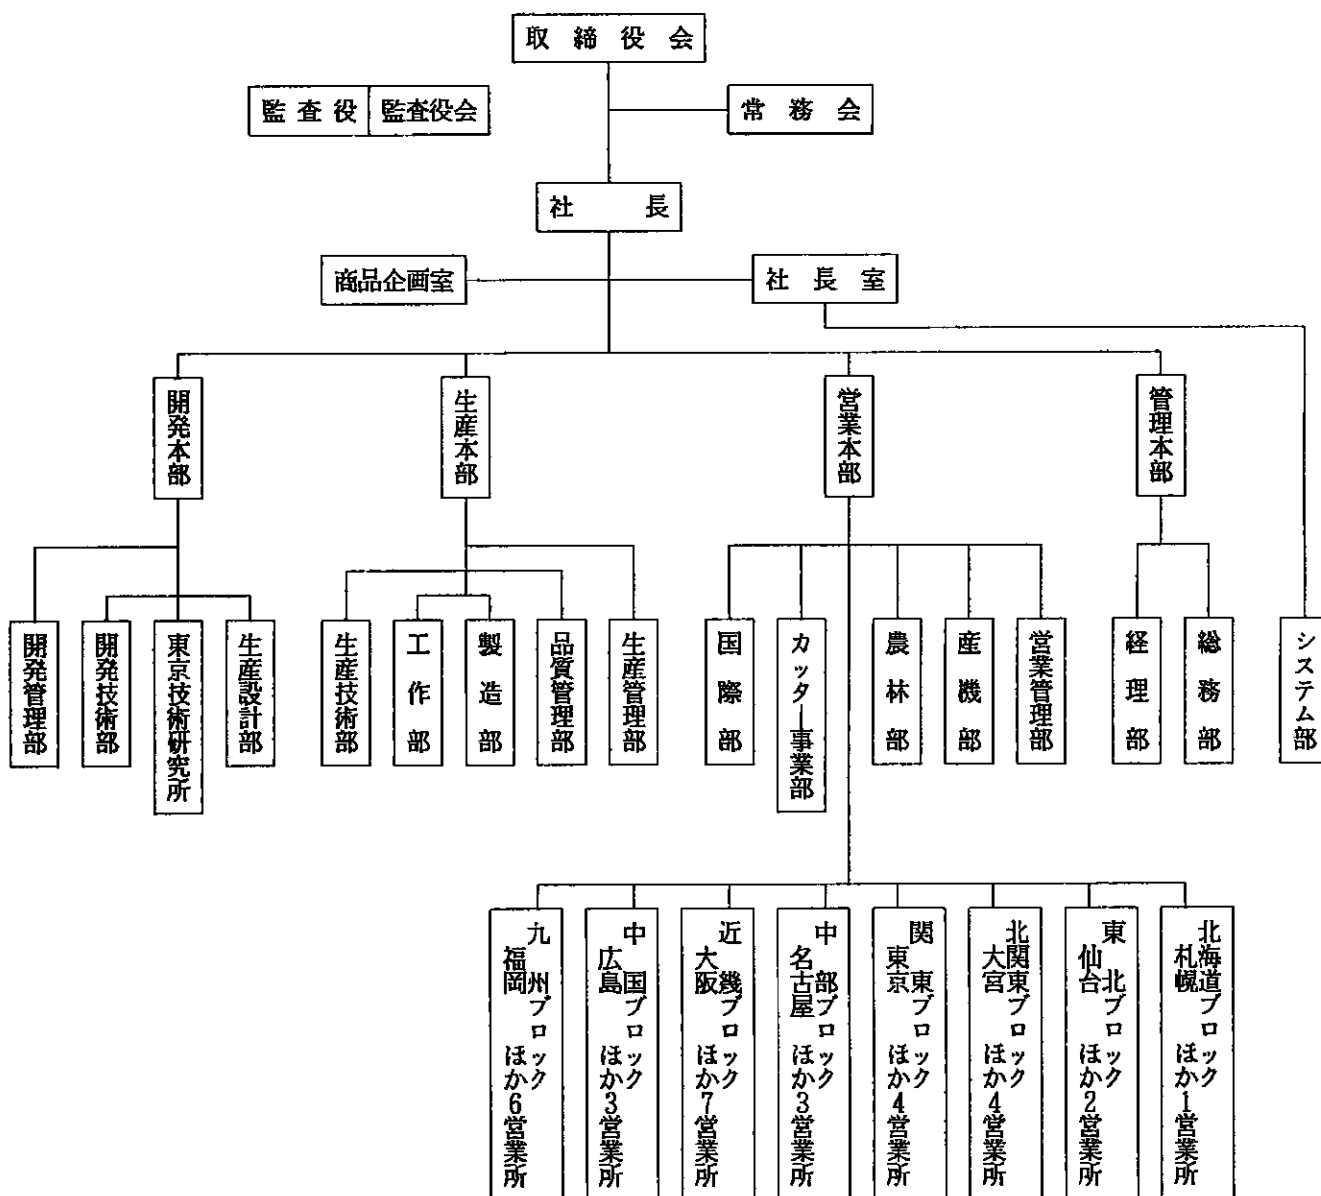 取締役会
監査役
監査役会
常務会
社長
商品企画室
社長室
開発本部
生産本部
営業本部
管理本部
開発管理部
開発技術部
東京技術研究所
生産設計部
生産技術部
工作部
製造部
品質管理部
生産管理部
国際部
カッター事業部
農林部
産機部
営業管理部
経理部
総務部
システム部
九州ブロック
福岡ほか6営業所
中国ブロック
広島ほか3営業所
近幾ブロック
大阪ほか7営業所
中部ブロック
名古屋ほか3営業所
関東ブロック
東京ほか4営業所
北関東ブロック
大宮ほか4営業所
東北ブロック
仙台ほか2営業所
北海道ブロック
札幌ほか1営業所